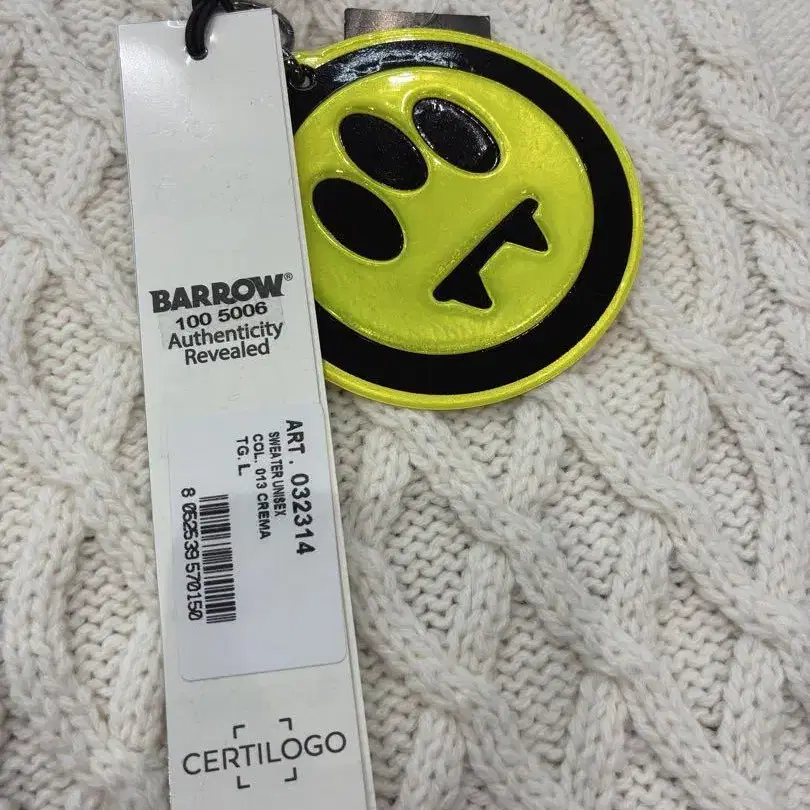 BARROW®
100 5006
Authenticity
Revealed
ART. 032314
SWEATER UNISEX
COL. 013 CREMA
TG. L
8 052539 570150
CERTILOGO